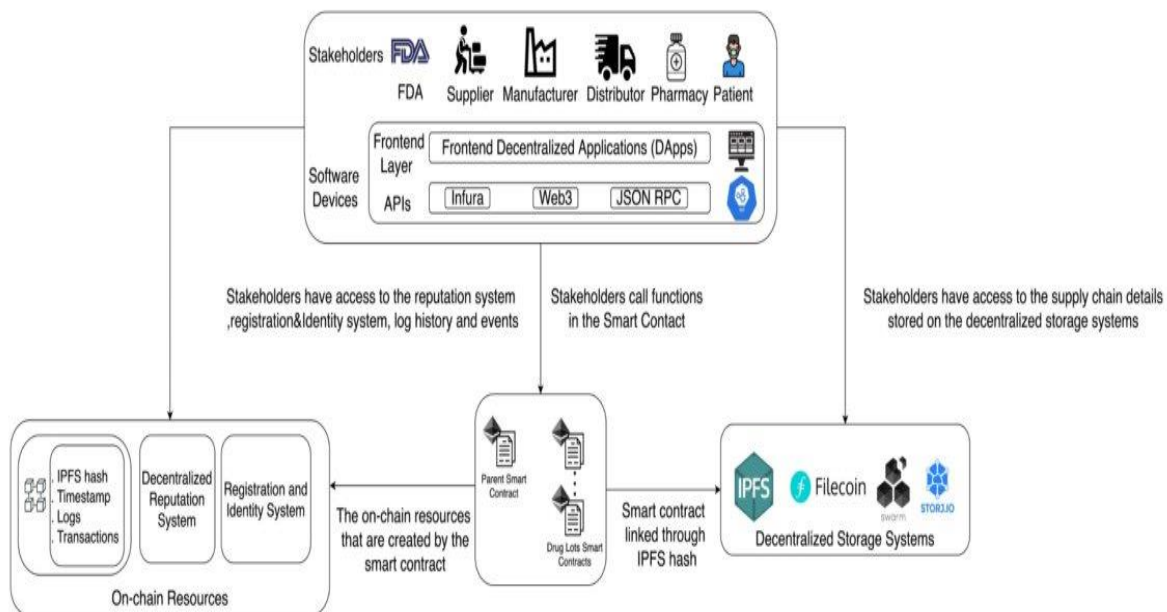 Stakeholders
FDA
FDA
Supplier
Manufacturer
Distributor
Pharmacy
Patient
Software
Devices
Frontend
Layer
Frontend Decentralized Applications (DApps)
APIs
Infura
Web3
JSON RPC
Stakeholders have access to the reputation system
,registration&Identity system, log history and events
Stakeholders call functions
in the Smart Contact
Stakeholders have access to the supply chain details
stored on the decentralized storage systems
. IPFS hash
. Timestamp
. Logs
. Transactions
Decentralized
Reputation
System
Registration and
Identity System
On-chain Resources
The on-chain resources
that are created by the
smart contract
Parent Smart
Contract
Drug Lots Smart
Contracts
Smart contract
linked through
IPFS hash
IPFS
Filecoin
swarm
STORJ.IO
Decentralized Storage Systems